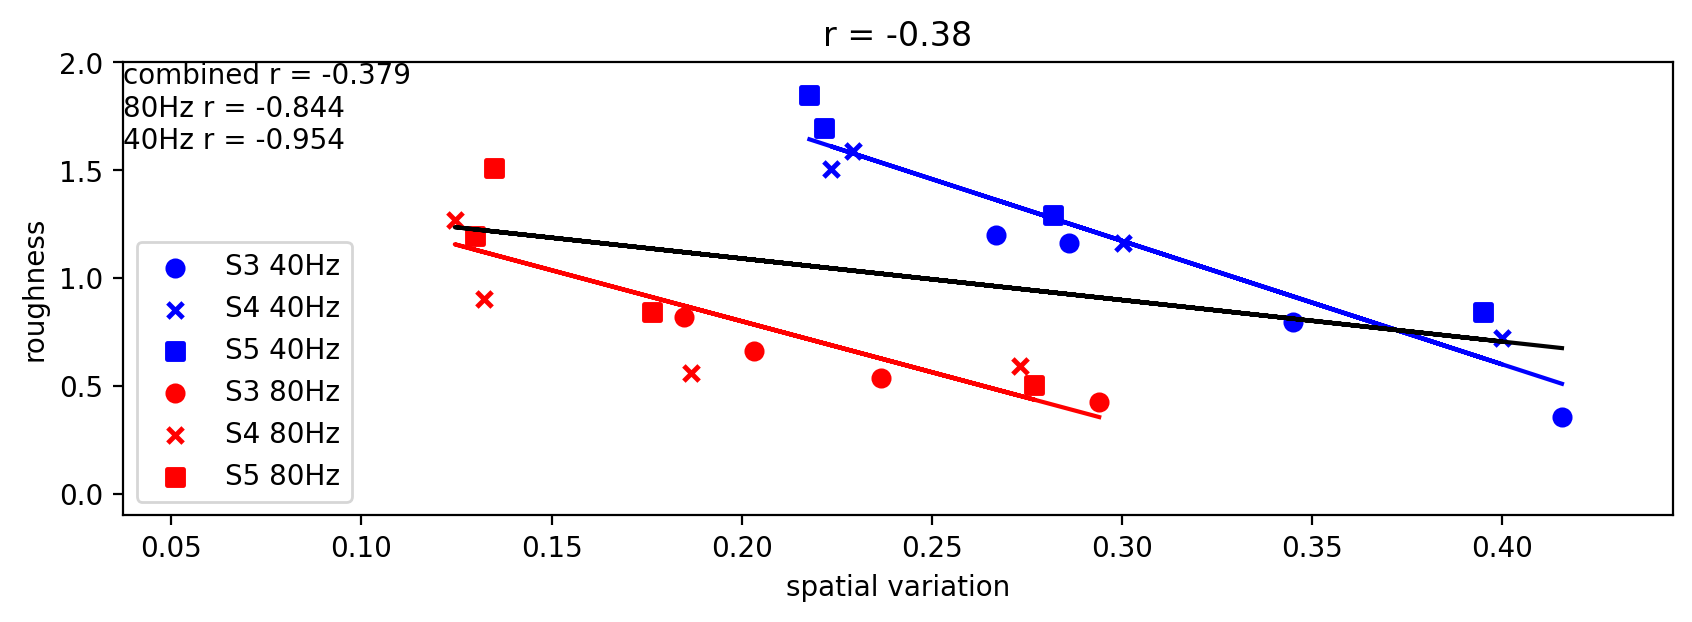 r = -0.38
combined r = -0.379
80Hz r = -0.844
40Hz r = -0.954
2.0
1.5
1.0
0.5
0.0
roughness
S3 40Hz
S4 40Hz
S5 40Hz
S3 80Hz
S4 80Hz
S5 80Hz
0.05 0.10 0.15 0.20 0.25 0.30 0.35 0.40
spatial variation